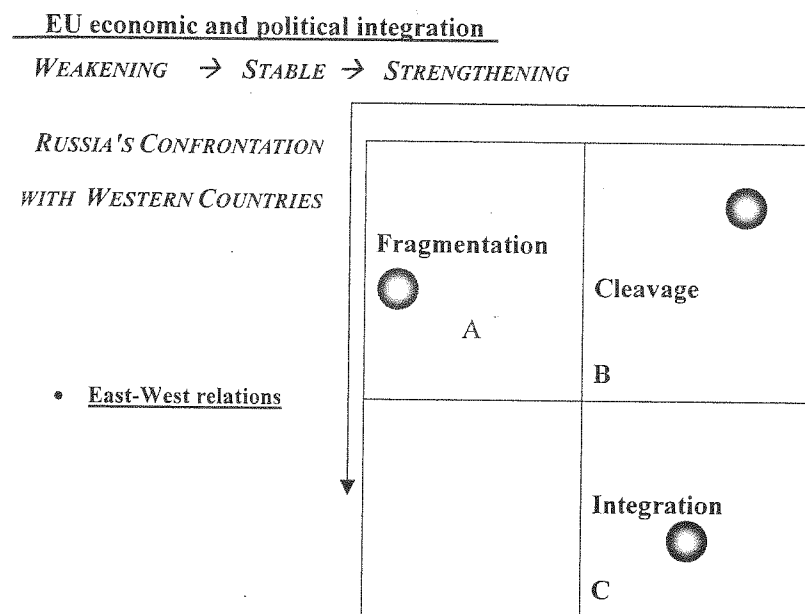 EU economic and political integration
WEAKENING → STABLE → STRENGTHENING
RUSSIA'S CONFRONTATION
WITH WESTERN COUNTRIES
Fragmentation
Cleavage
A
B
• East-West relations
Integration
C